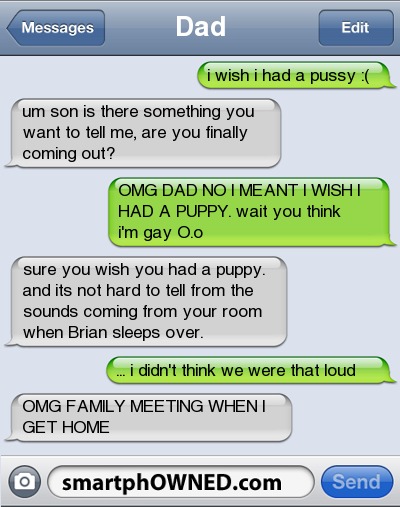 Messages Dad Edit
i wish i had a pussy :(
um son is there something you
want to tell me, are you finally
coming out?
OMG DAD NO I MEANT I WISH I
HAD A PUPPY. wait you think
i'm gay O.o
sure you wish you had a puppy.
and its not hard to tell from the
sounds coming from your room
when Brian sleeps over.
... i didn't think we were that loud
OMG FAMILY MEETING WHEN I
GET HOME
smartphOWNED.com Send